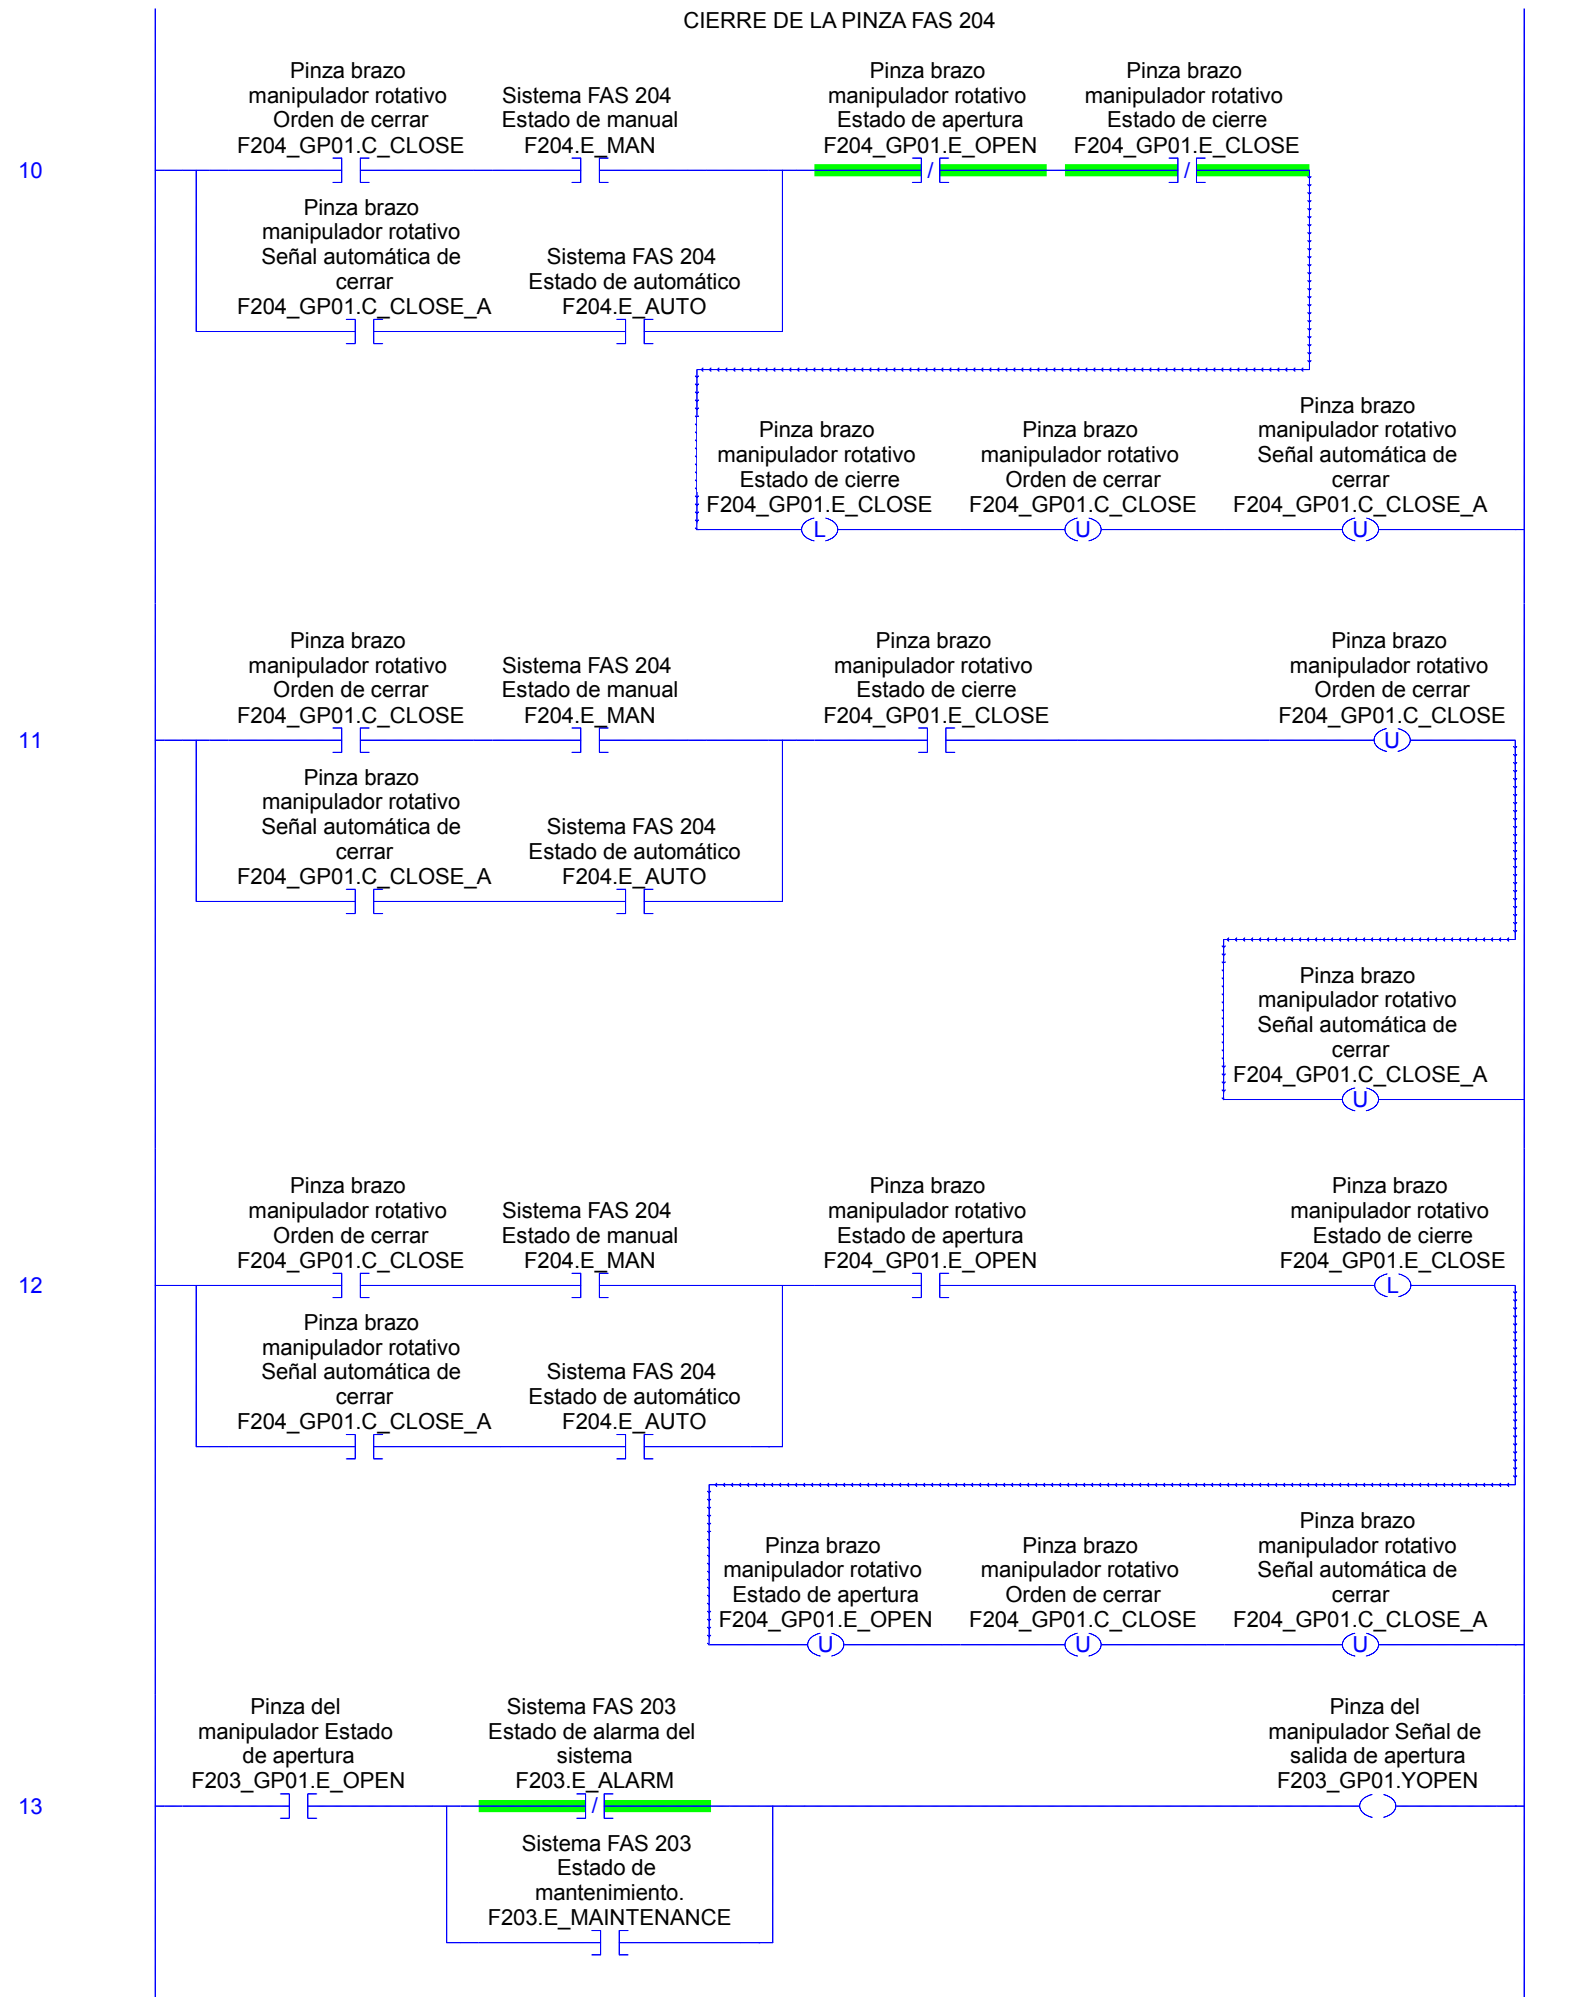 CIERRE DE LA PINZA FAS 204
10
Pinza brazo
manipulador rotativo
Orden de cerrar
F204_GP01.C_CLOSE
Sistema FAS 204
Estado de manual
F204.E_MAN
Pinza brazo
manipulador rotativo
Estado de apertura
F204_GP01.E_OPEN
/
Pinza brazo
manipulador rotativo
Estado de cierre
F204_GP01.E_CLOSE
/
Pinza brazo
manipulador rotativo
Señal automática de
cerrar
F204_GP01.C_CLOSE_A
Sistema FAS 204
Estado de automático
F204.E_AUTO
Pinza brazo
manipulador rotativo
Estado de cierre
F204_GP01.E_CLOSE
L
Pinza brazo
manipulador rotativo
Orden de cerrar
F204_GP01.C_CLOSE
U
Pinza brazo
manipulador rotativo
Señal automática de
cerrar
F204_GP01.C_CLOSE_A
U
11
Pinza brazo
manipulador rotativo
Orden de cerrar
F204_GP01.C_CLOSE
Sistema FAS 204
Estado de manual
F204.E_MAN
Pinza brazo
manipulador rotativo
Estado de cierre
F204_GP01.E_CLOSE
Pinza brazo
manipulador rotativo
Orden de cerrar
F204_GP01.C_CLOSE
U
Pinza brazo
manipulador rotativo
Señal automática de
cerrar
F204_GP01.C_CLOSE_A
Sistema FAS 204
Estado de automático
F204.E_AUTO
Pinza brazo
manipulador rotativo
Señal automática de
cerrar
F204_GP01.C_CLOSE_A
U
12
Pinza brazo
manipulador rotativo
Orden de cerrar
F204_GP01.C_CLOSE
Sistema FAS 204
Estado de manual
F204.E_MAN
Pinza brazo
manipulador rotativo
Estado de apertura
F204_GP01.E_OPEN
Pinza brazo
manipulador rotativo
Estado de cierre
F204_GP01.E_CLOSE
L
Pinza brazo
manipulador rotativo
Señal automática de
cerrar
F204_GP01.C_CLOSE_A
Sistema FAS 204
Estado de automático
F204.E_AUTO
Pinza brazo
manipulador rotativo
Estado de apertura
F204_GP01.E_OPEN
U
Pinza brazo
manipulador rotativo
Orden de cerrar
F204_GP01.C_CLOSE
U
Pinza brazo
manipulador rotativo
Señal automática de
cerrar
F204_GP01.C_CLOSE_A
U
13
Pinza del
manipulador Estado
de apertura
F203_GP01.E_OPEN
Sistema FAS 203
Estado de alarma del
sistema
F203.E_ALARM
/
Pinza del
manipulador Señal de
salida de apertura
F203_GP01.YOPEN
Sistema FAS 203
Estado de
mantenimiento.
F203.E_MAINTENANCE